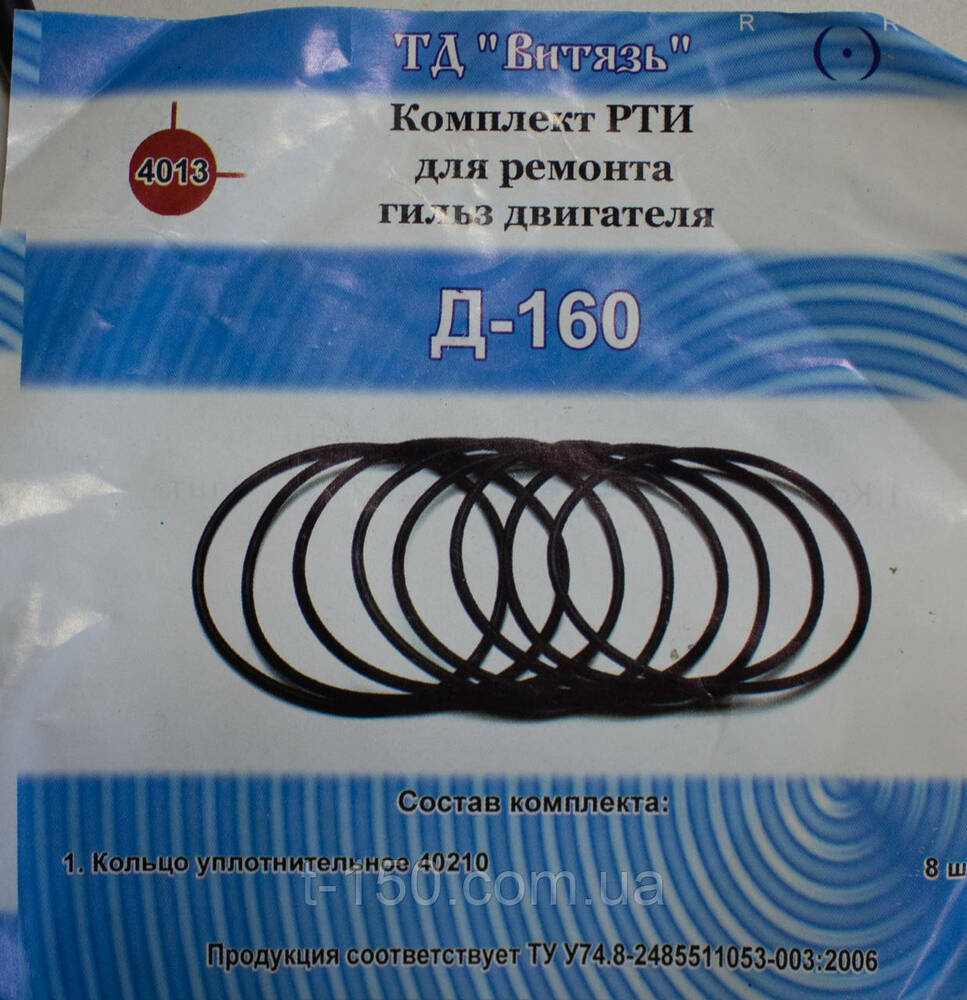 R R
ТД "Витязь"
4013
Комплект РТИ
для ремонта
гильз двигателя
Д-160
Состав комплекта:
1. Кольцо уплотнительное 40210 8 ш
t-150.com.ua
Продукция соответствует ТУ У74.8-2485511053-003:2006